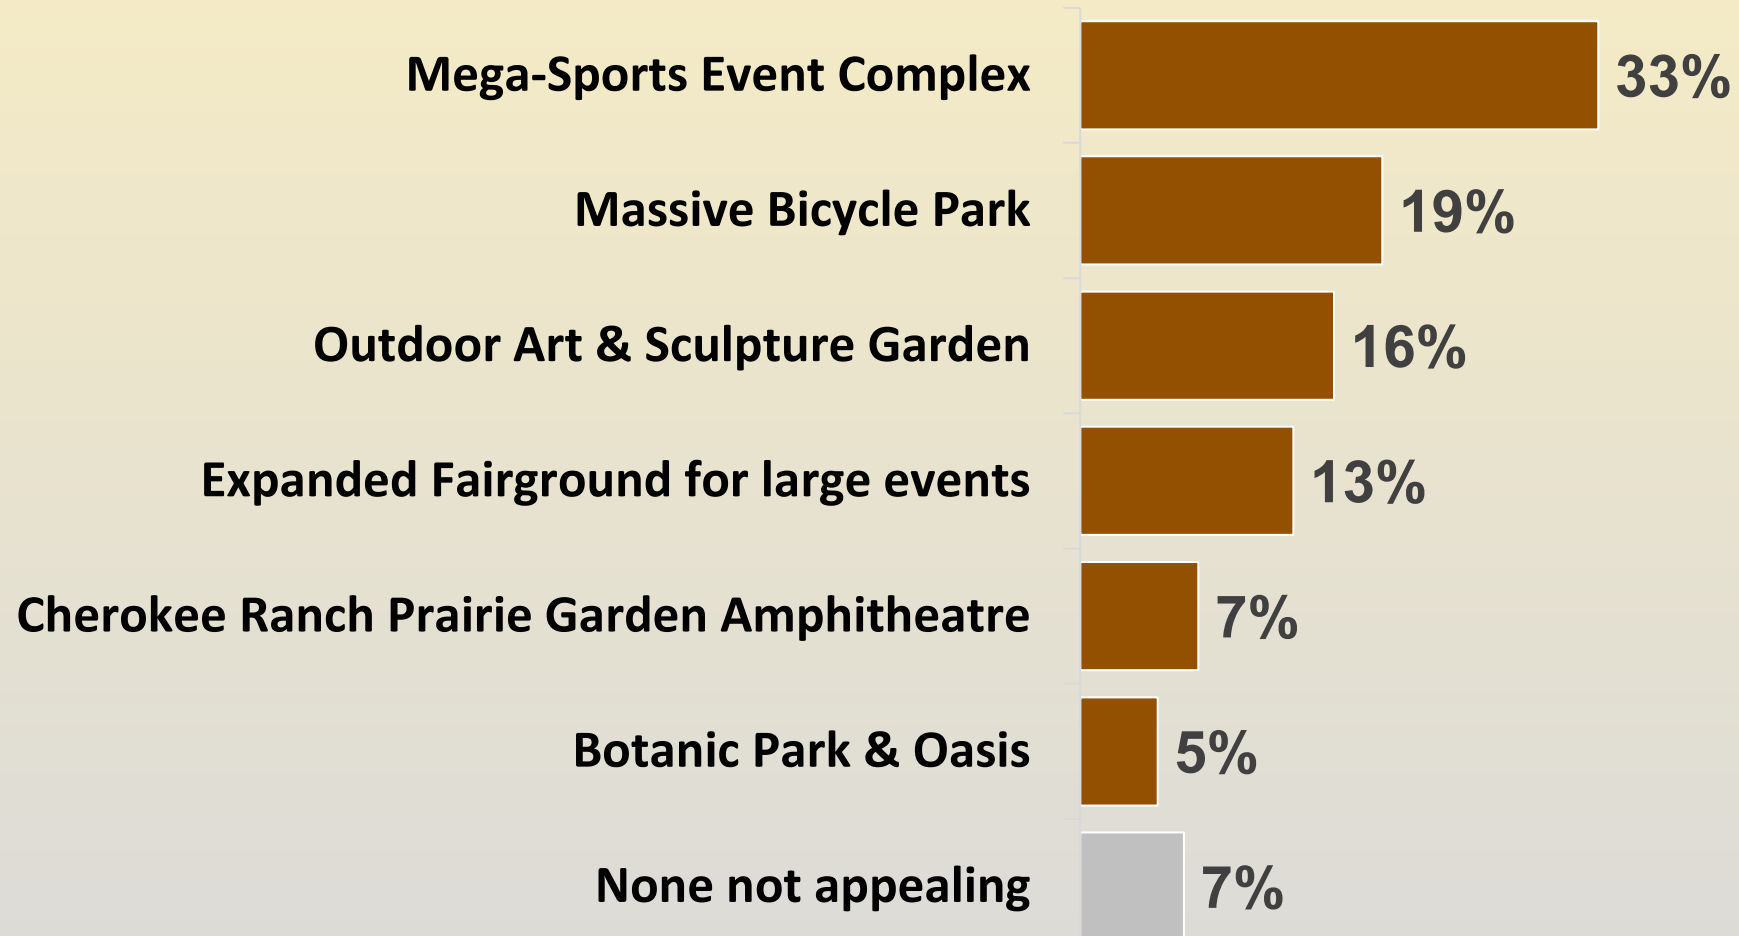 Mega-Sports Event Complex 33%
Massive Bicycle Park 19%
Outdoor Art & Sculpture Garden 16%
Expanded Fairground for large events 13%
Cherokee Ranch Prairie Garden Amphitheatre 7%
Botanic Park & Oasis 5%
None not appealing 7%